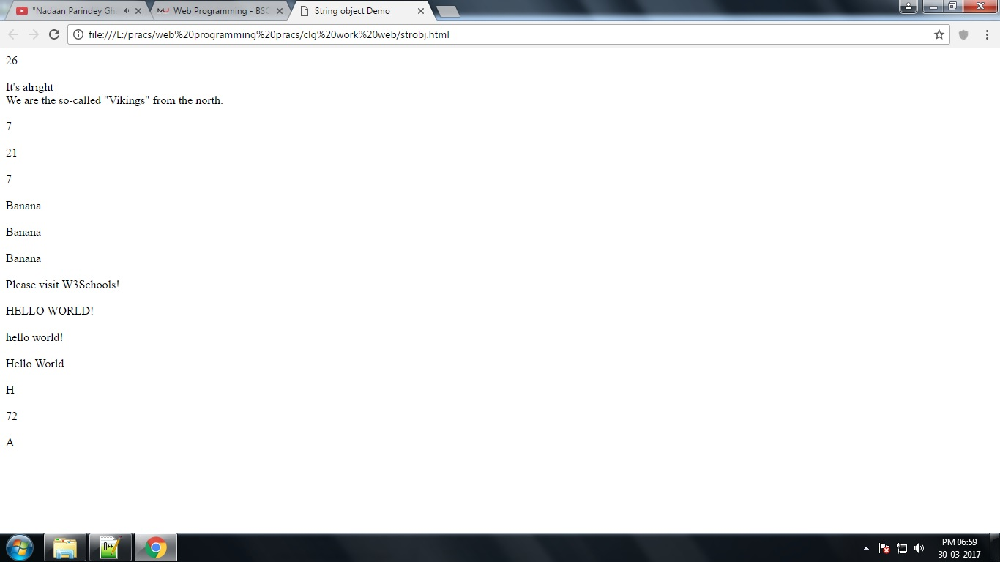 "Nadaan Parindey Gha
Web Programming - BSC
String object Demo
file:///E:/pracs/web%20programming%20pracs/clg%20work%20web/strobj.html
26
It's alright
We are the so-called "Vikings" from the north.
7
21
7
Banana
Banana
Banana
Please visit W3Schools!
HELLO WORLD!
hello world!
Hello World
H
72
A
PM 06:59
30-03-2017